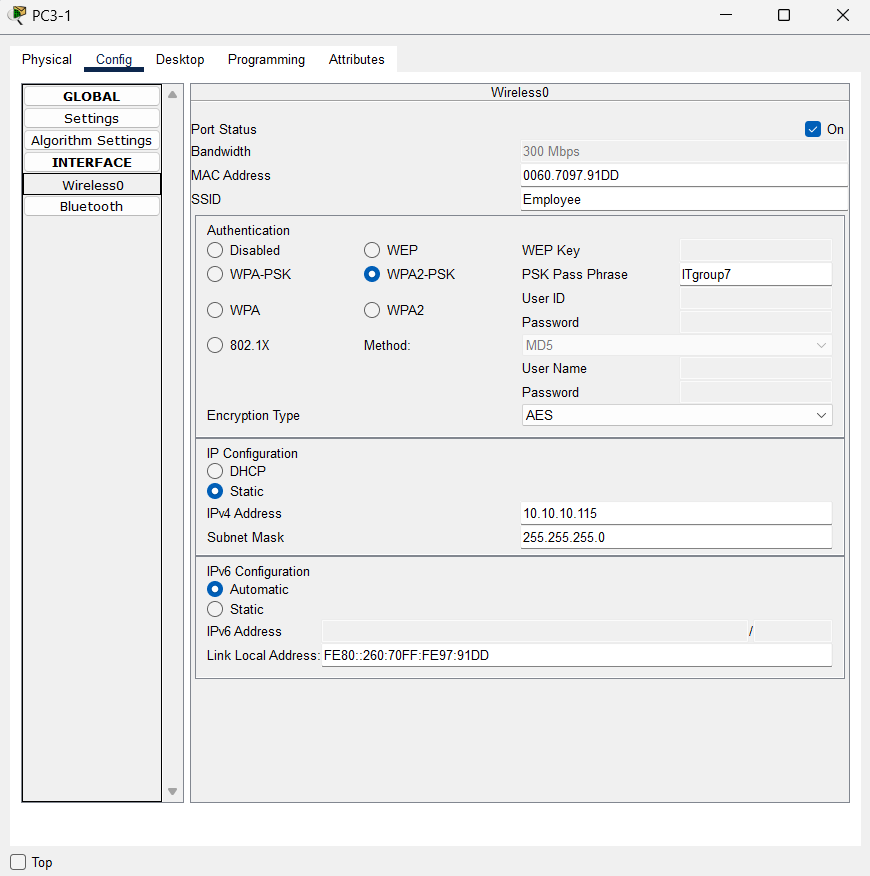 PC3-1
Physical Config Desktop Programming Attributes
GLOBAL
Settings
Algorithm Settings
INTERFACE
Wireless0
Bluetooth
Wireless0
Port Status On
Bandwidth 300 Mbps
MAC Address 0060.7097.91DD
SSID Employee
Authentication
Disabled WEP WEP Key
WPA-PSK WPA2-PSK PSK Pass Phrase ITgroup7
User ID
WPA WPA2
Password
802.1X Method: MD5
User Name
Password
Encryption Type AES
IP Configuration
DHCP
Static
IPv4 Address 10.10.10.115
Subnet Mask 255.255.255.0
IPv6 Configuration
Automatic
Static
IPv6 Address /
Link Local Address: FE80::260:70FF:FE97:91DD
Top